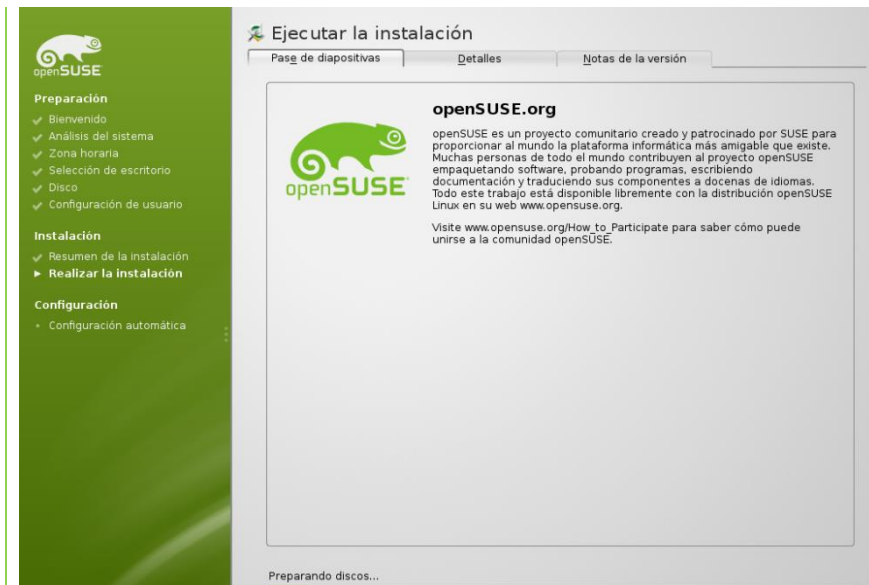 openSUSE
Preparación
Bienvenido
Análisis del sistema
Zona horaria
Selección de escritorio
Disco
Configuración de usuario
Instalación
Resumen de la instalación
Realizar la instalación
Configuración
Configuración automática
Ejecutar la instalación
Pase de diapositivas
Detalles
Notas de la versión
openSUSE
openSUSE.org
openSUSE es un proyecto comunitario creado y patrocinado por SUSE para
proporcionar al mundo la plataforma informática más amigable que existe.
Muchas personas de todo el mundo contribuyen al proyecto openSUSE
empaquetando software, probando programas, escribiendo
documentación y traduciendo sus componentes a docenas de idiomas.
Todo este trabajo está disponible libremente con la distribución openSUSE
Linux en su web www.opensuse.org.
Visite www.opensuse.org/How_to_Participate para saber cómo puede
unirse a la comunidad openSUSE.
Preparando discos...